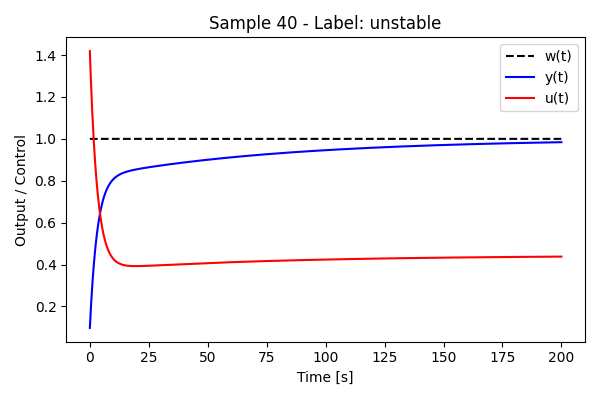 Sample 40 - Label: unstable
w(t)
y(t)
u(t)
Output / Control
1.4
1.2
1.0
0.8
0.6
0.4
0.2
0 25 50 75 100 125 150 175 200
Time [s]